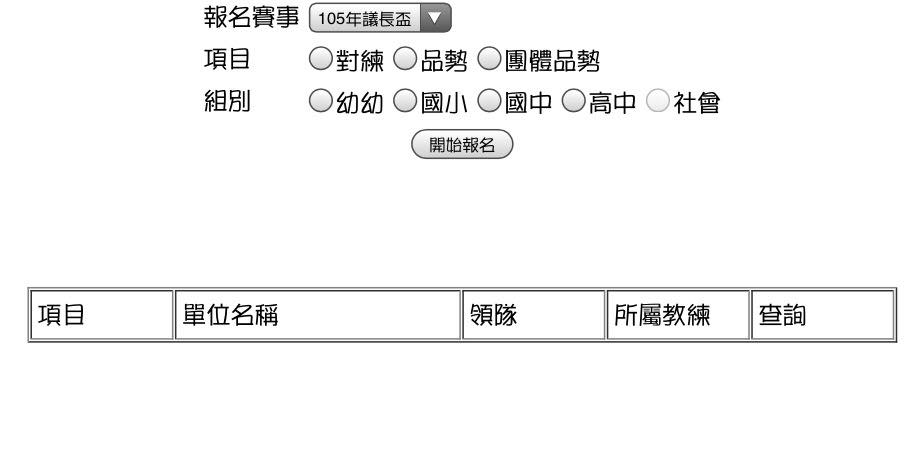 報名賽事 105年議長盃
項目 對練 品勢 團體品勢
組別 幼幼 國小 國中 高中 社會
開始報名
項目 單位名稱 領隊 所屬教練 查詢